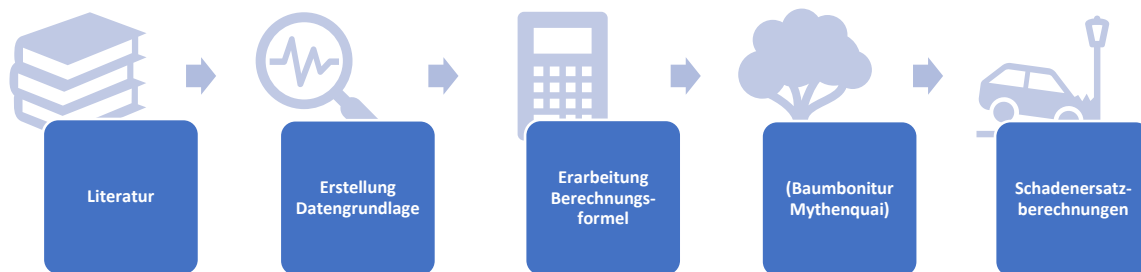 Literatur
Erstellung
Datengrundlage
Erarbeitung
Berechnungs-
formel
(Baumbonitur
Mythenquai)
Schadenersatz-
berechnungen